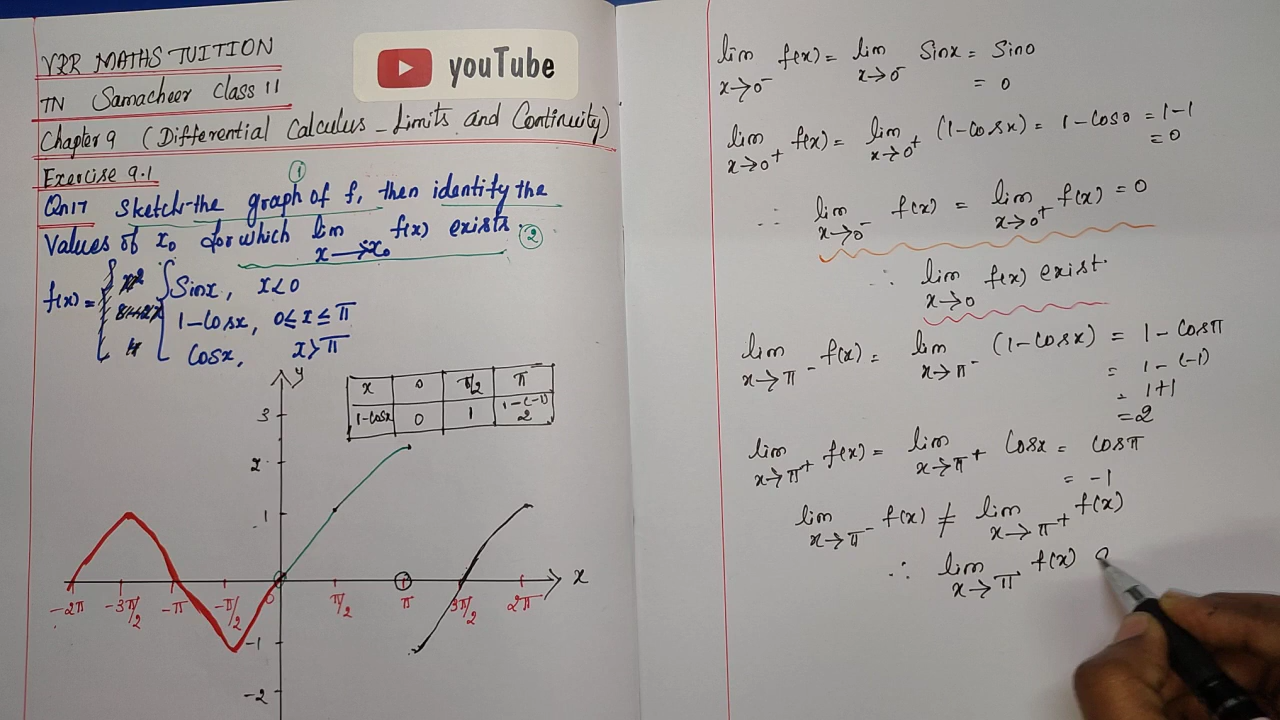 VRR MATHS TUITION
YouTube
TN Samacheer Class 11
Chapter 9 (Differential Calculus - Limits and Continuity)
Exercise 9.1
①
Qn17 Sketch the graph of f, then identify the
values of x₀ for which lim x→x₀ f(x) exists. ②
f(x) = { Sinx, x<0
1-Cosx, 0≤x≤π
Cosx, x>π
x 0 π/2 π
1-Cosx 0 1 1-(-1) 2
y
3
2
1
-2π -3π/2 -π -π/2 0 π/2 π 3π/2 2π x
-1
-2
lim x→0⁻ f(x) = lim x→0⁻ Sinx = Sin0
= 0
lim x→0⁺ f(x) = lim x→0⁺ (1-Cosx) = 1-Cos0 = 1-1
= 0
∴ lim x→0⁻ f(x) = lim x→0⁺ f(x) = 0
∴ lim x→0 f(x) exist.
lim x→π⁻ f(x) = lim x→π⁻ (1-Cosx) = 1-Cosπ
= 1-(-1)
= 1+1
= 2
lim x→π⁺ f(x) = lim x→π⁺ Cosx = Cosπ
= -1
lim x→π⁻ f(x) ≠ lim x→π⁺ f(x)
∴ lim x→π f(x)